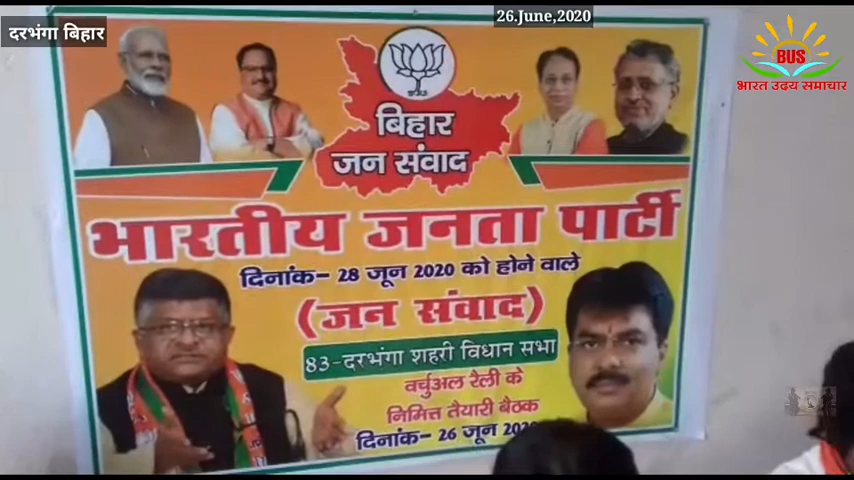 26.June,2020
दरभंगा बिहार
BUS
भारत उदय समाचार
बिहार
जन संवाद
भारतीय जनता पार्टी
दिनांक- 28 जून 2020 को होने वाले
(जन संवाद)
83-दरभंगा शहरी विधान सभा
वर्चुअल रैली के
निमित्त तैयारी बैठक
दिनांक- 26 जून